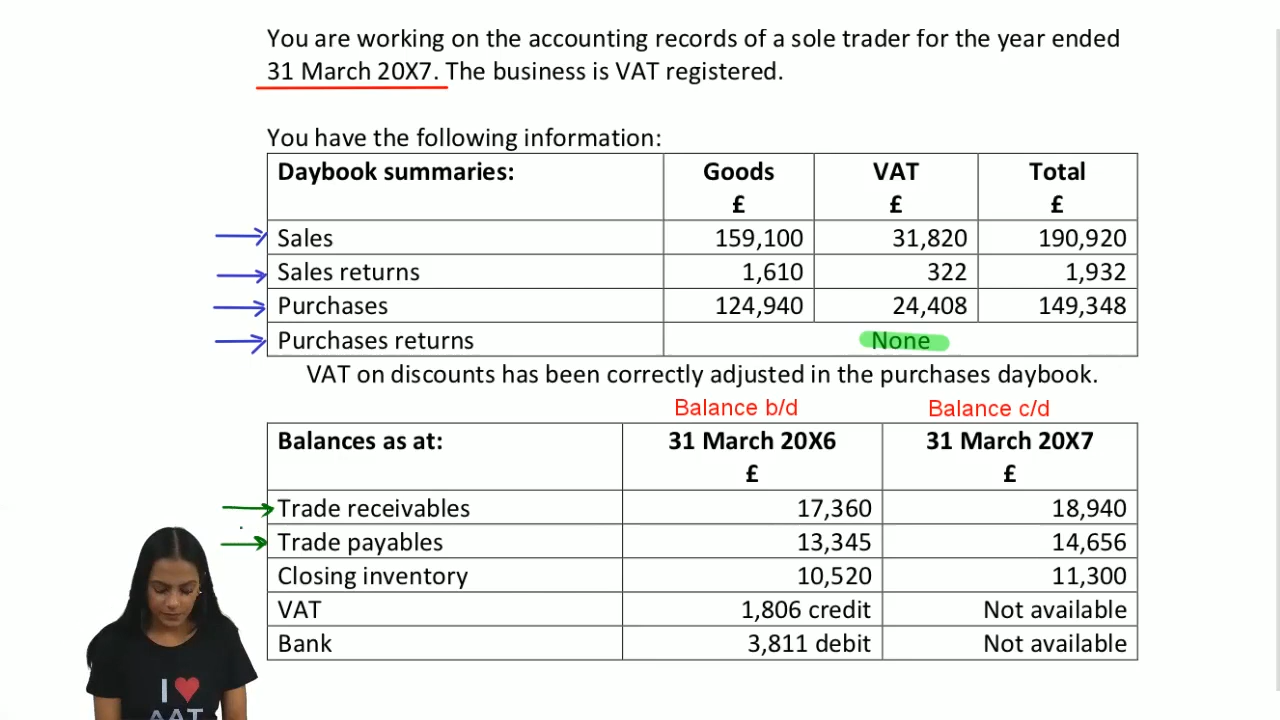 You are working on the accounting records of a sole trader for the year ended
31 March 20X7. The business is VAT registered.
You have the following information:
Daybook summaries: Goods £ VAT £ Total £
Sales 159,100 31,820 190,920
Sales returns 1,610 322 1,932
Purchases 124,940 24,408 149,348
Purchases returns None
VAT on discounts has been correctly adjusted in the purchases daybook.
Balance b/d Balance c/d
Balances as at: 31 March 20X6 £ 31 March 20X7 £
Trade receivables 17,360 18,940
Trade payables 13,345 14,656
Closing inventory 10,520 11,300
VAT 1,806 credit Not available
Bank 3,811 debit Not available
I ❤
AAT